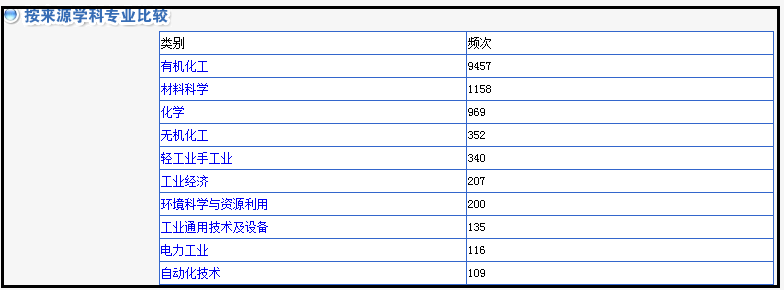 按来源学科专业比较
类别 频次
有机化工 9457
材料科学 1158
化学 969
无机化工 352
轻工业手工业 340
工业经济 207
环境科学与资源利用 200
工业通用技术及设备 135
电力工业 116
自动化技术 109